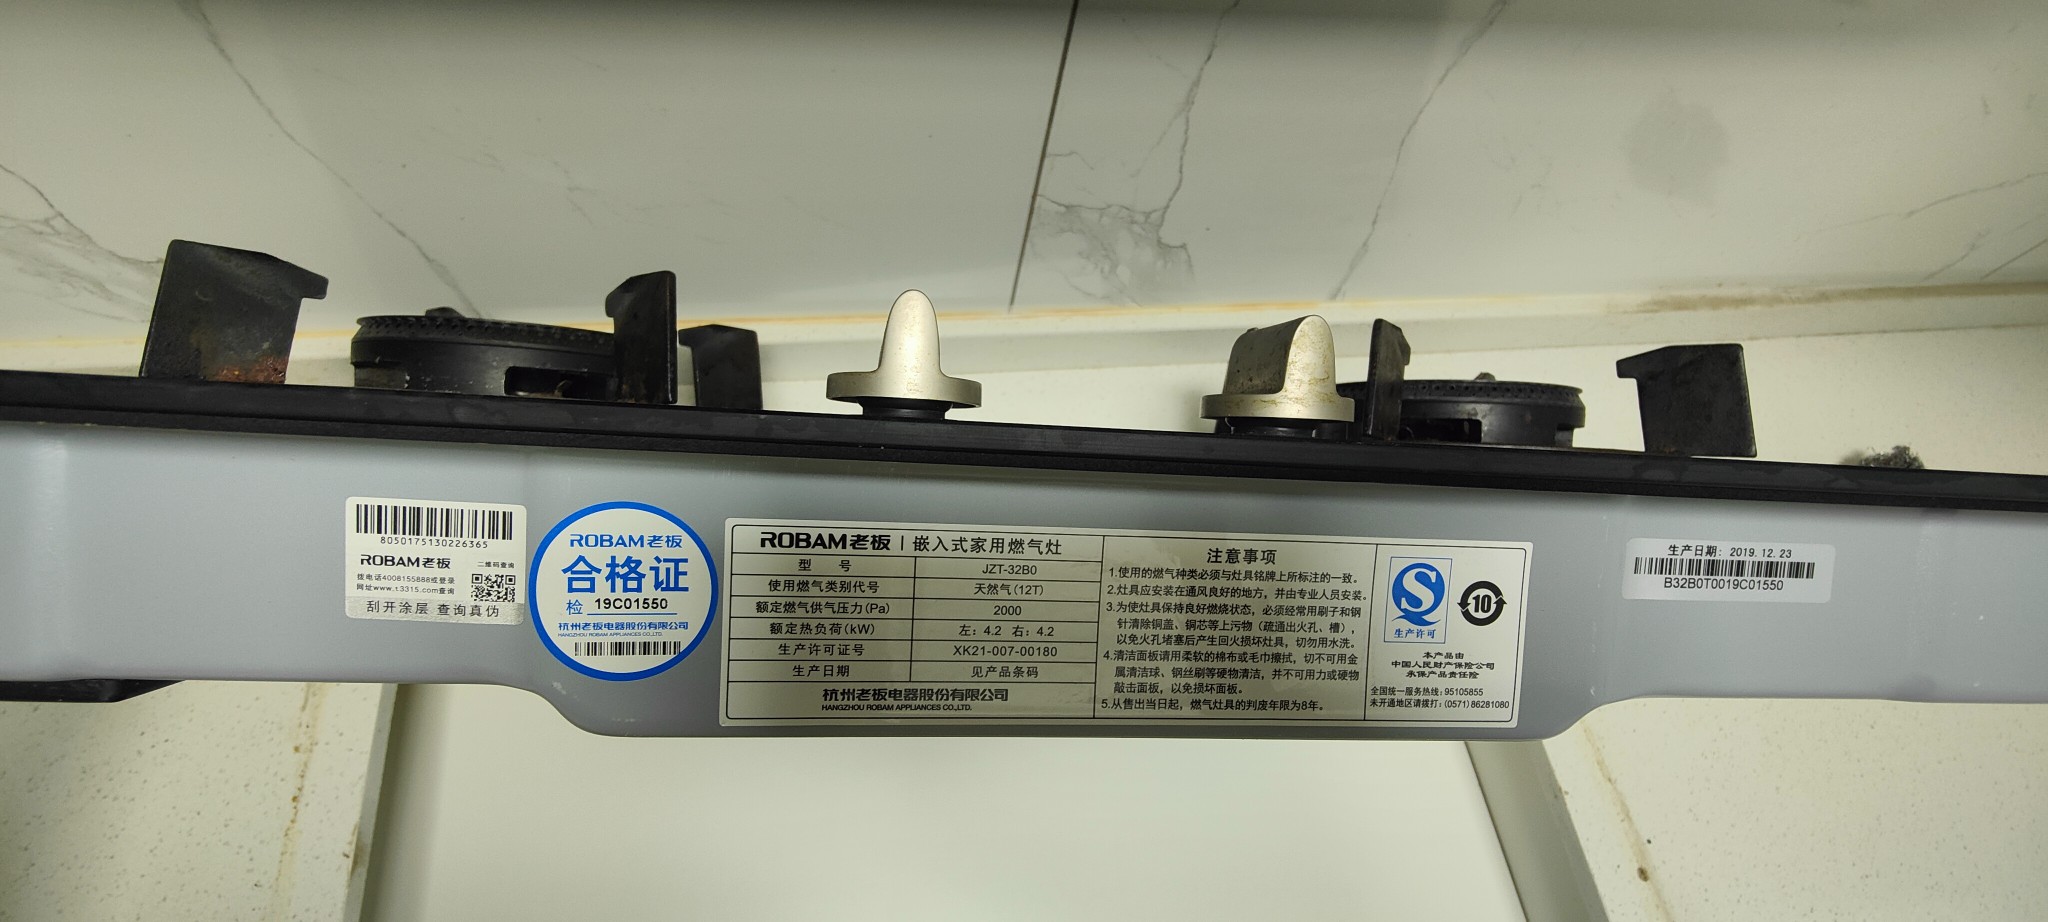 8050175130226365
ROBAM老板
二维码查询
拨电话4008155888或登录
网址www.13315.com查询
刮开涂层 查询真伪
ROBAM老板
合格证
检 19C01550
杭州老板电器股份有限公司
HANGZHOU ROBAM APPLIANCES CO.,LTD.
ROBAM老板 | 嵌入式家用燃气灶
型 号 JZT-32B0
使用燃气类别代号 天然气(12T)
额定燃气供气压力(Pa) 2000
额定热负荷(kW) 左: 4.2 右: 4.2
生产许可证号 XK21-007-00180
生产日期 见产品条码
杭州老板电器股份有限公司
HANGZHOU ROBAM APPLIANCES CO.,LTD.
注意事项
1.使用的燃气种类必须与灶具铭牌上所标注的一致。
2.灶具应安装在通风良好的地方，并由专业人员安装。
3.为使灶具保持良好燃烧状态，必须经常用刷子和钢
针清除铜盖、铜芯等上污物（疏通出火孔、槽），
以免火孔堵塞后产生回火损坏灶具，切勿用水洗。
4.清洁面板请用柔软的棉布或毛巾擦拭，切不可用金
属清洁球、钢丝刷等硬物清洁，并不可用力或硬物
敲击面板，以免损坏面板。
5.从售出当日起，燃气灶具的判废年限为8年。
S
生产许可
10
本产品由
中国人民财产保险公司
承保产品责任险
全国统一服务热线: 95105855
未开通地区请拨打: (0571) 86281080
生产日期: 2019.12.23
B32B0T0019C01550